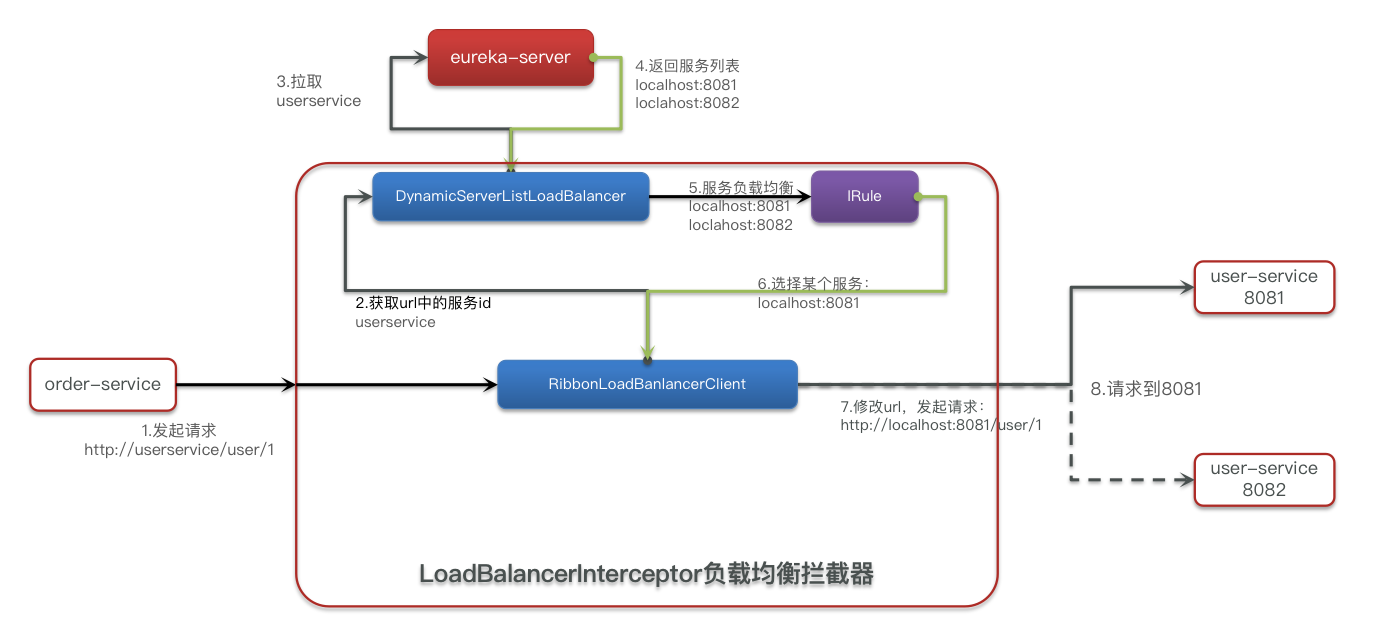 eureka-server
3.拉取
userservice
4.返回服务列表
localhost:8081
loclahost:8082
DynamicServerListLoadBalancer
5.服务负载均衡
localhost:8081
loclahost:8082
IRule
2.获取url中的服务id
userservice
6.选择某个服务：
localhost:8081
order-service
1.发起请求
http://userservice/user/1
RibbonLoadBanlancerClient
7.修改url，发起请求：
http://localhost:8081/user/1
8.请求到8081
user-service
8081
user-service
8082
LoadBalancerInterceptor负载均衡拦截器